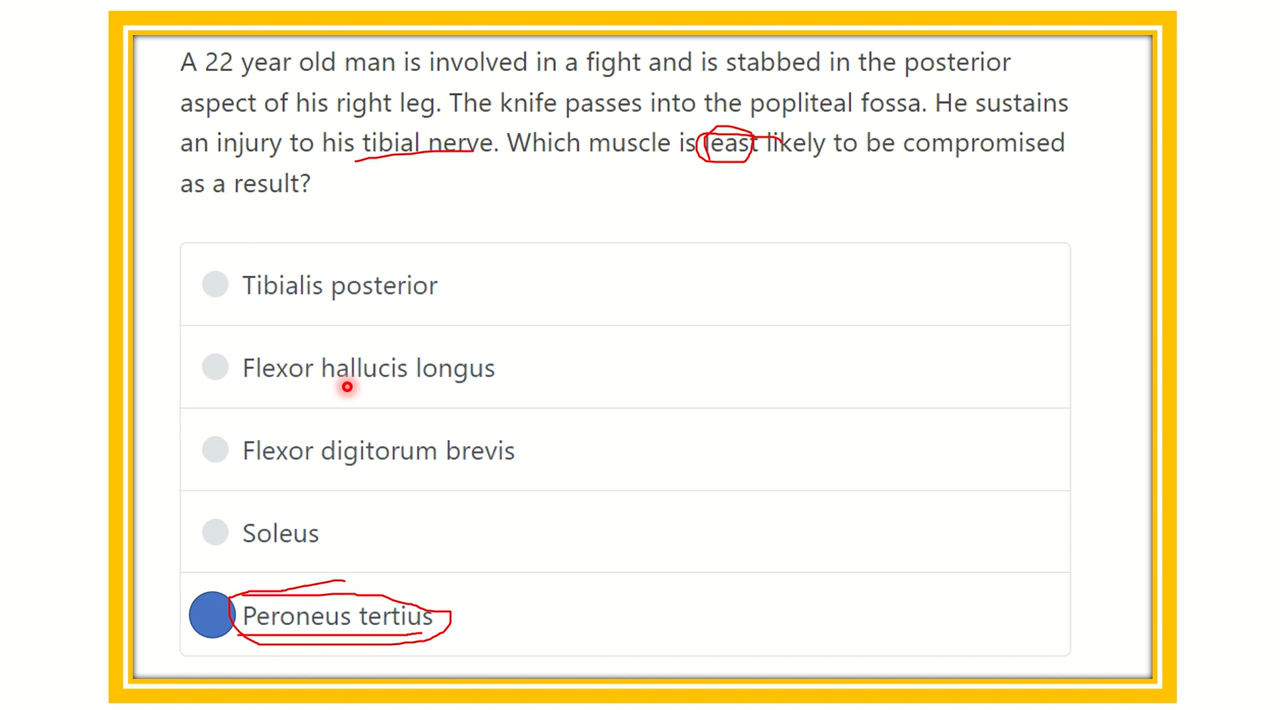 A 22 year old man is involved in a fight and is stabbed in the posterior
aspect of his right leg. The knife passes into the popliteal fossa. He sustains
an injury to his tibial nerve. Which muscle is least likely to be compromised
as a result?
Tibialis posterior
Flexor hallucis longus
Flexor digitorum brevis
Soleus
Peroneus tertius